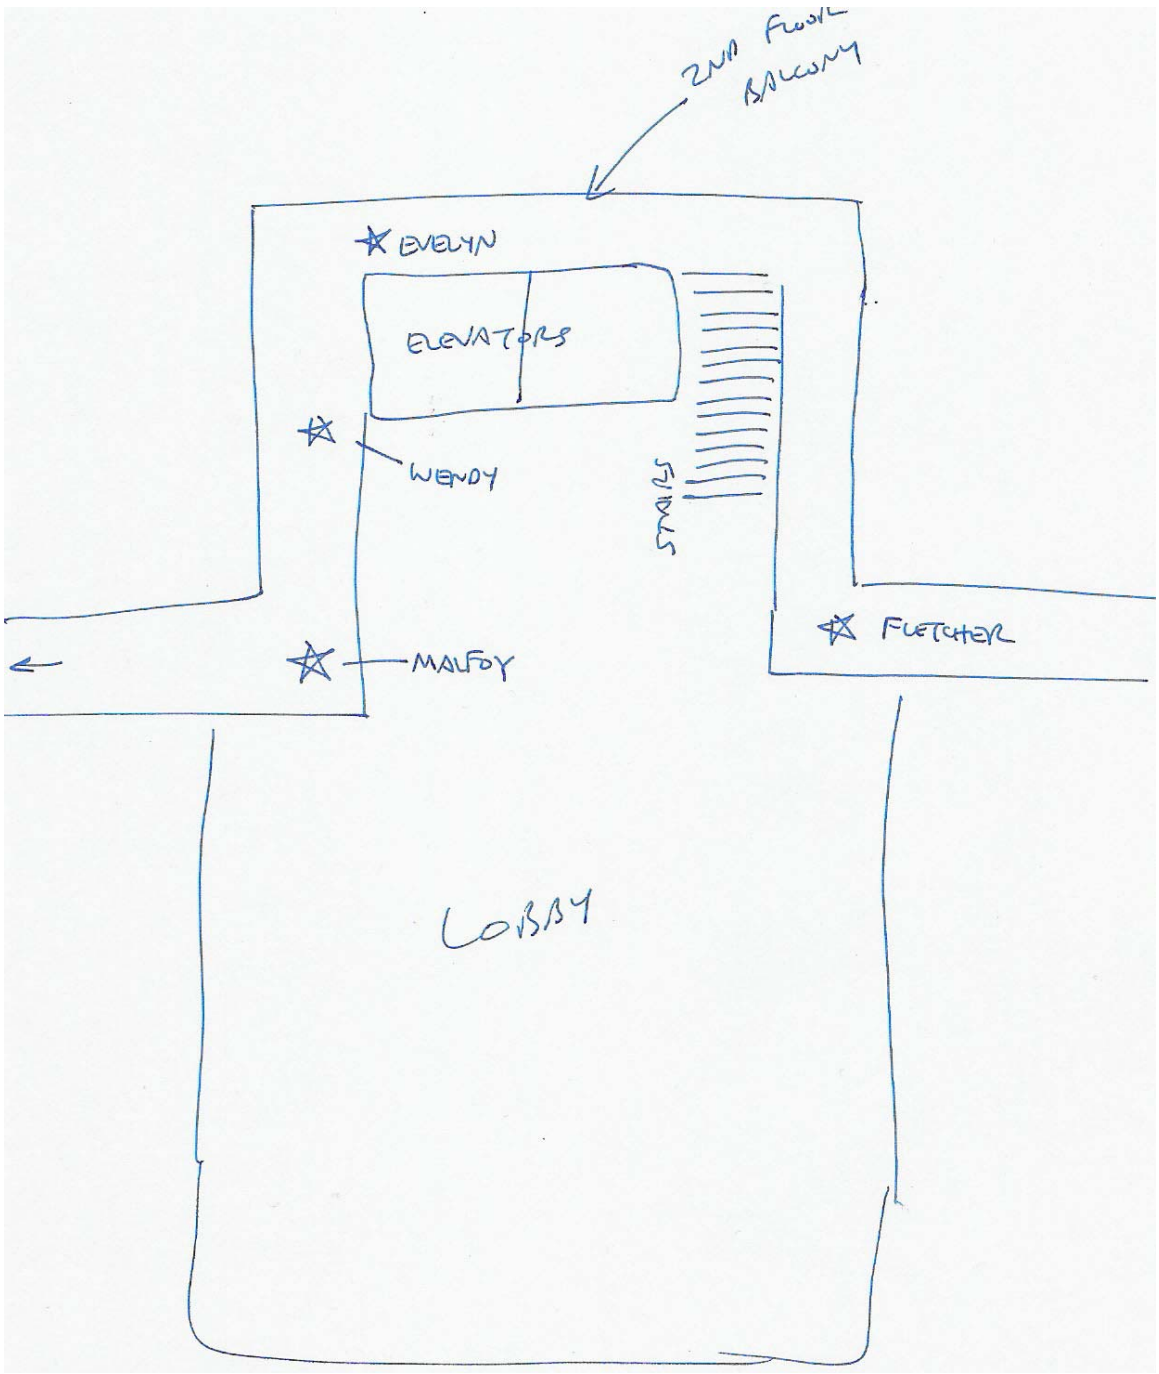 2ND FLOOR
BALCONY
EVELYN
ELEVATORS
WENDY
STAIRS
FLETCHER
MALFOY
LOBBY